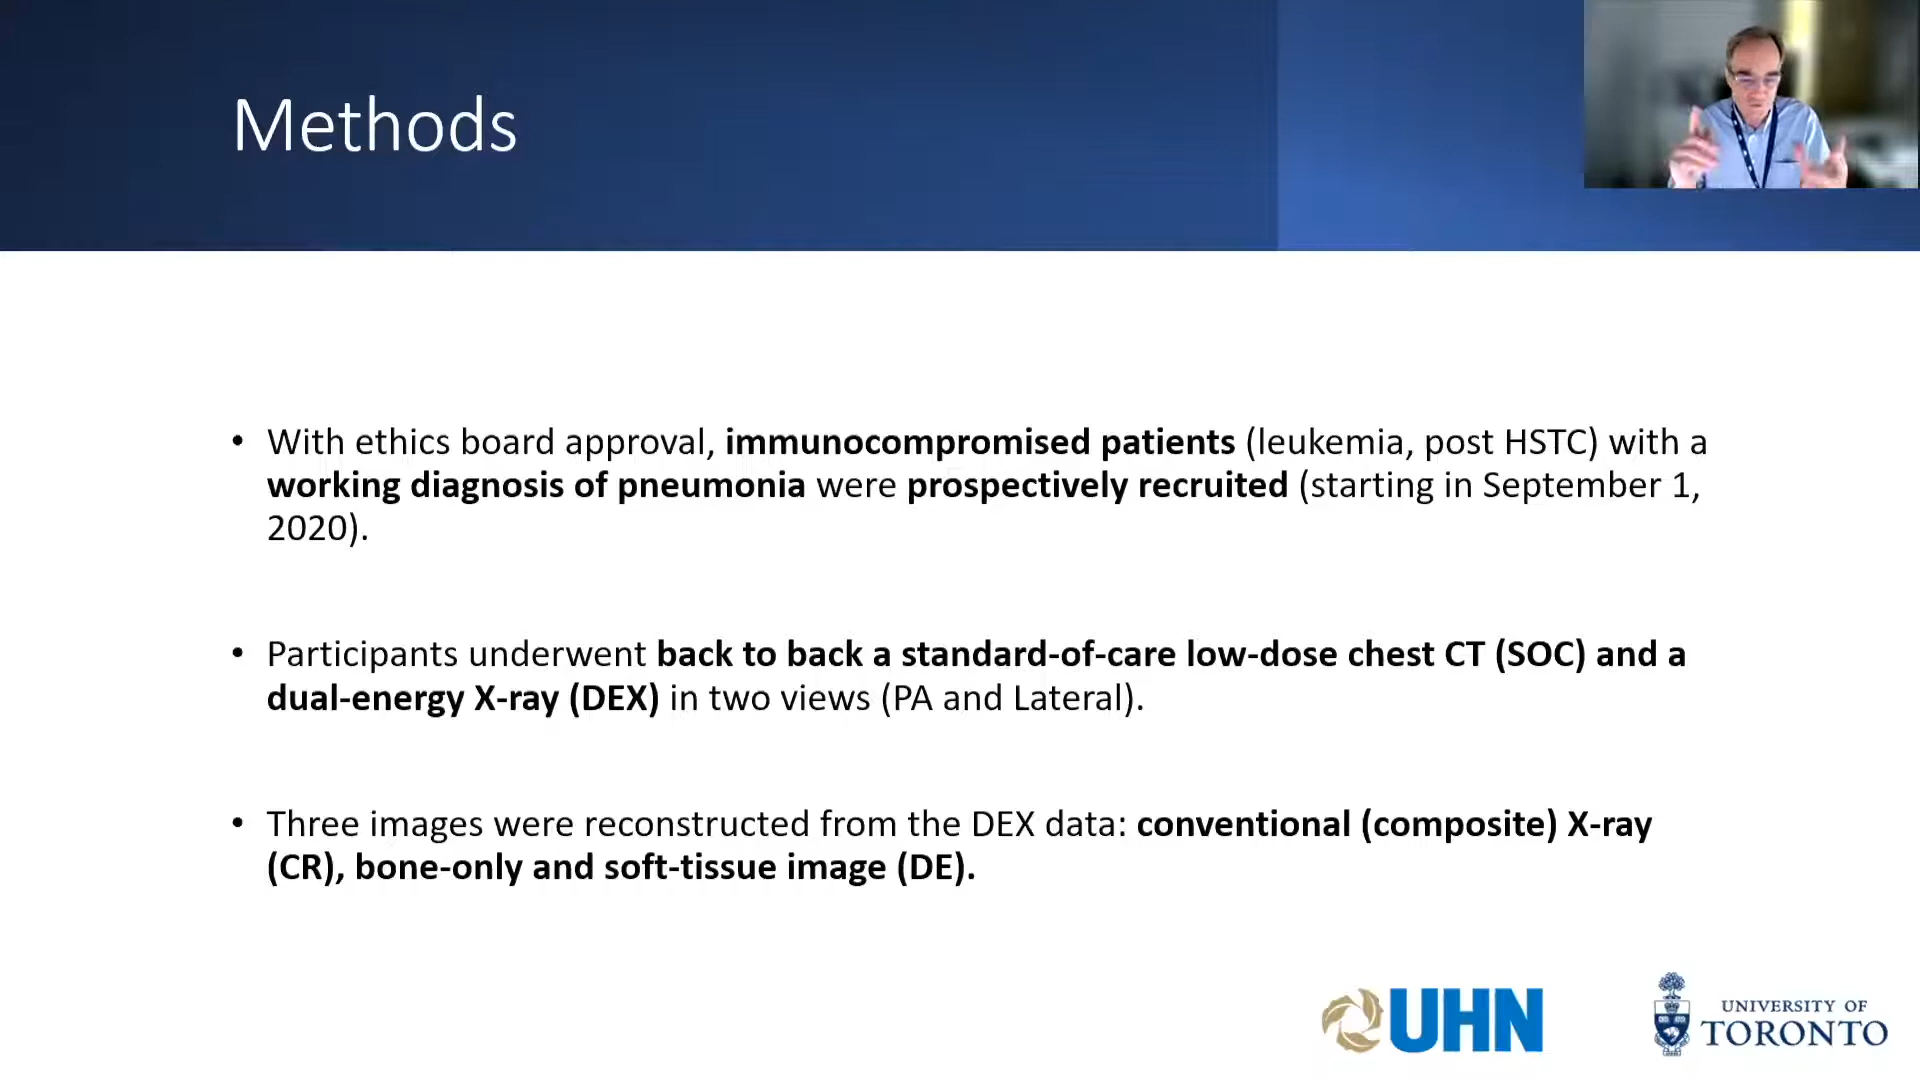 Methods
• With ethics board approval, immunocompromised patients (leukemia, post HSTC) with a
working diagnosis of pneumonia were prospectively recruited (starting in September 1,
2020).
• Participants underwent back to back a standard-of-care low-dose chest CT (SOC) and a
dual-energy X-ray (DEX) in two views (PA and Lateral).
• Three images were reconstructed from the DEX data: conventional (composite) X-ray
(CR), bone-only and soft-tissue image (DE).
UHN
UNIVERSITY OF
TORONTO